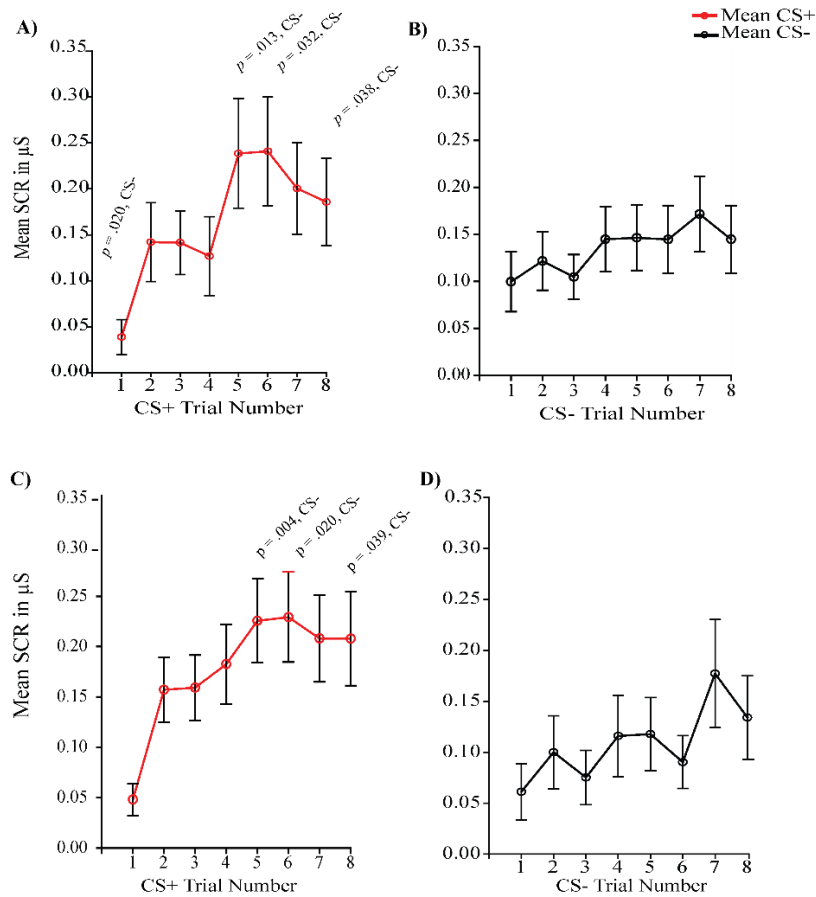 Mean CS+
Mean CS-
A)
p = .020, CS-
p = .013, CS-
p = .032, CS-
p = .038, CS-
Mean SCR in µS
0.35
0.30
0.25
0.20
0.15
0.10
0.05
0.00
1 2 3 4 5 6 7 8
CS+ Trial Number
B)
0.35
0.30
0.25
0.20
0.15
0.10
0.05
0.00
1 2 3 4 5 6 7 8
CS- Trial Number
C)
p = .004, CS-
p = .020, CS-
p = .039, CS-
Mean SCR in µS
0.35
0.30
0.25
0.20
0.15
0.10
0.05
0.00
1 2 3 4 5 6 7 8
CS+ Trial Number
D)
0.35
0.30
0.25
0.20
0.15
0.10
0.05
0.00
1 2 3 4 5 6 7 8
CS- Trial Number